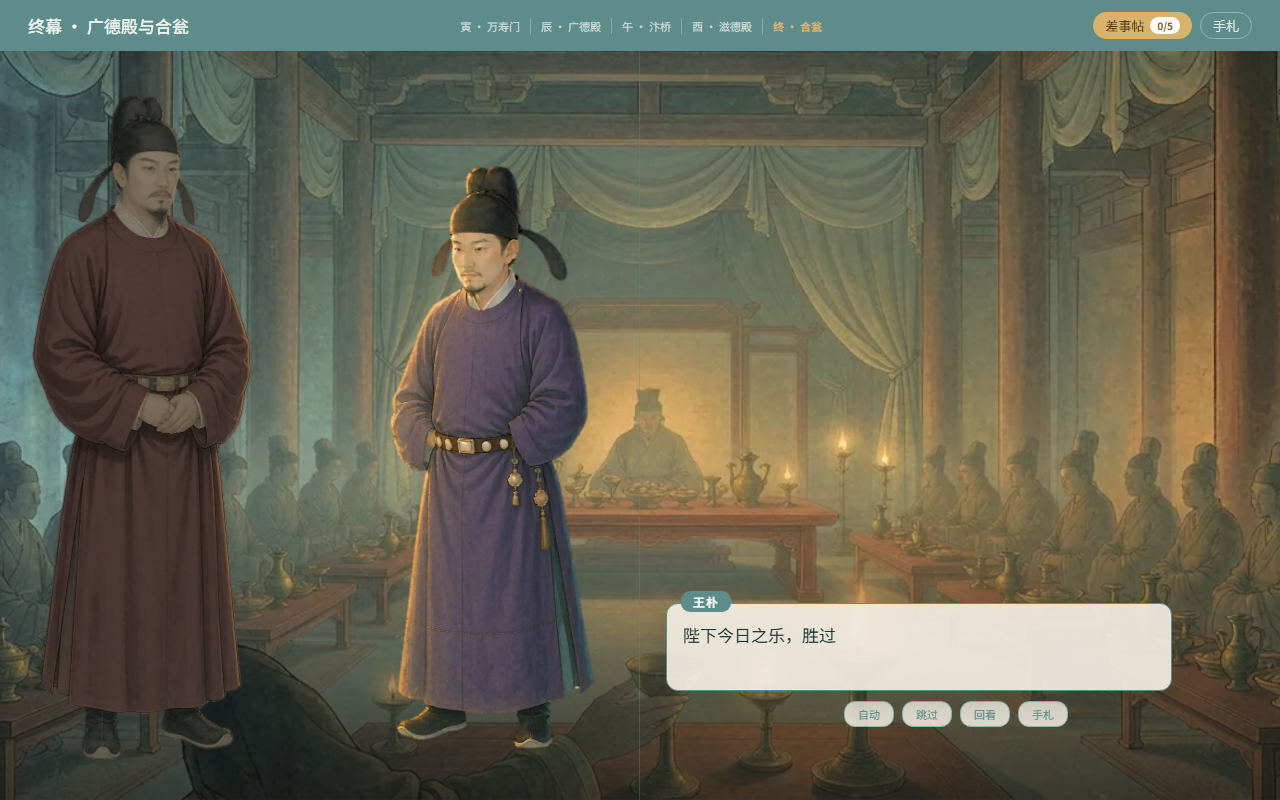 终幕 · 广德殿与合瓮
寅 · 万寿门
辰 · 广德殿
午 · 汴桥
酉 · 滋德殿
终 · 合瓮
差事帖 0/5
手札
王朴
陛下今日之乐，胜过
自动
跳过
回看
手札